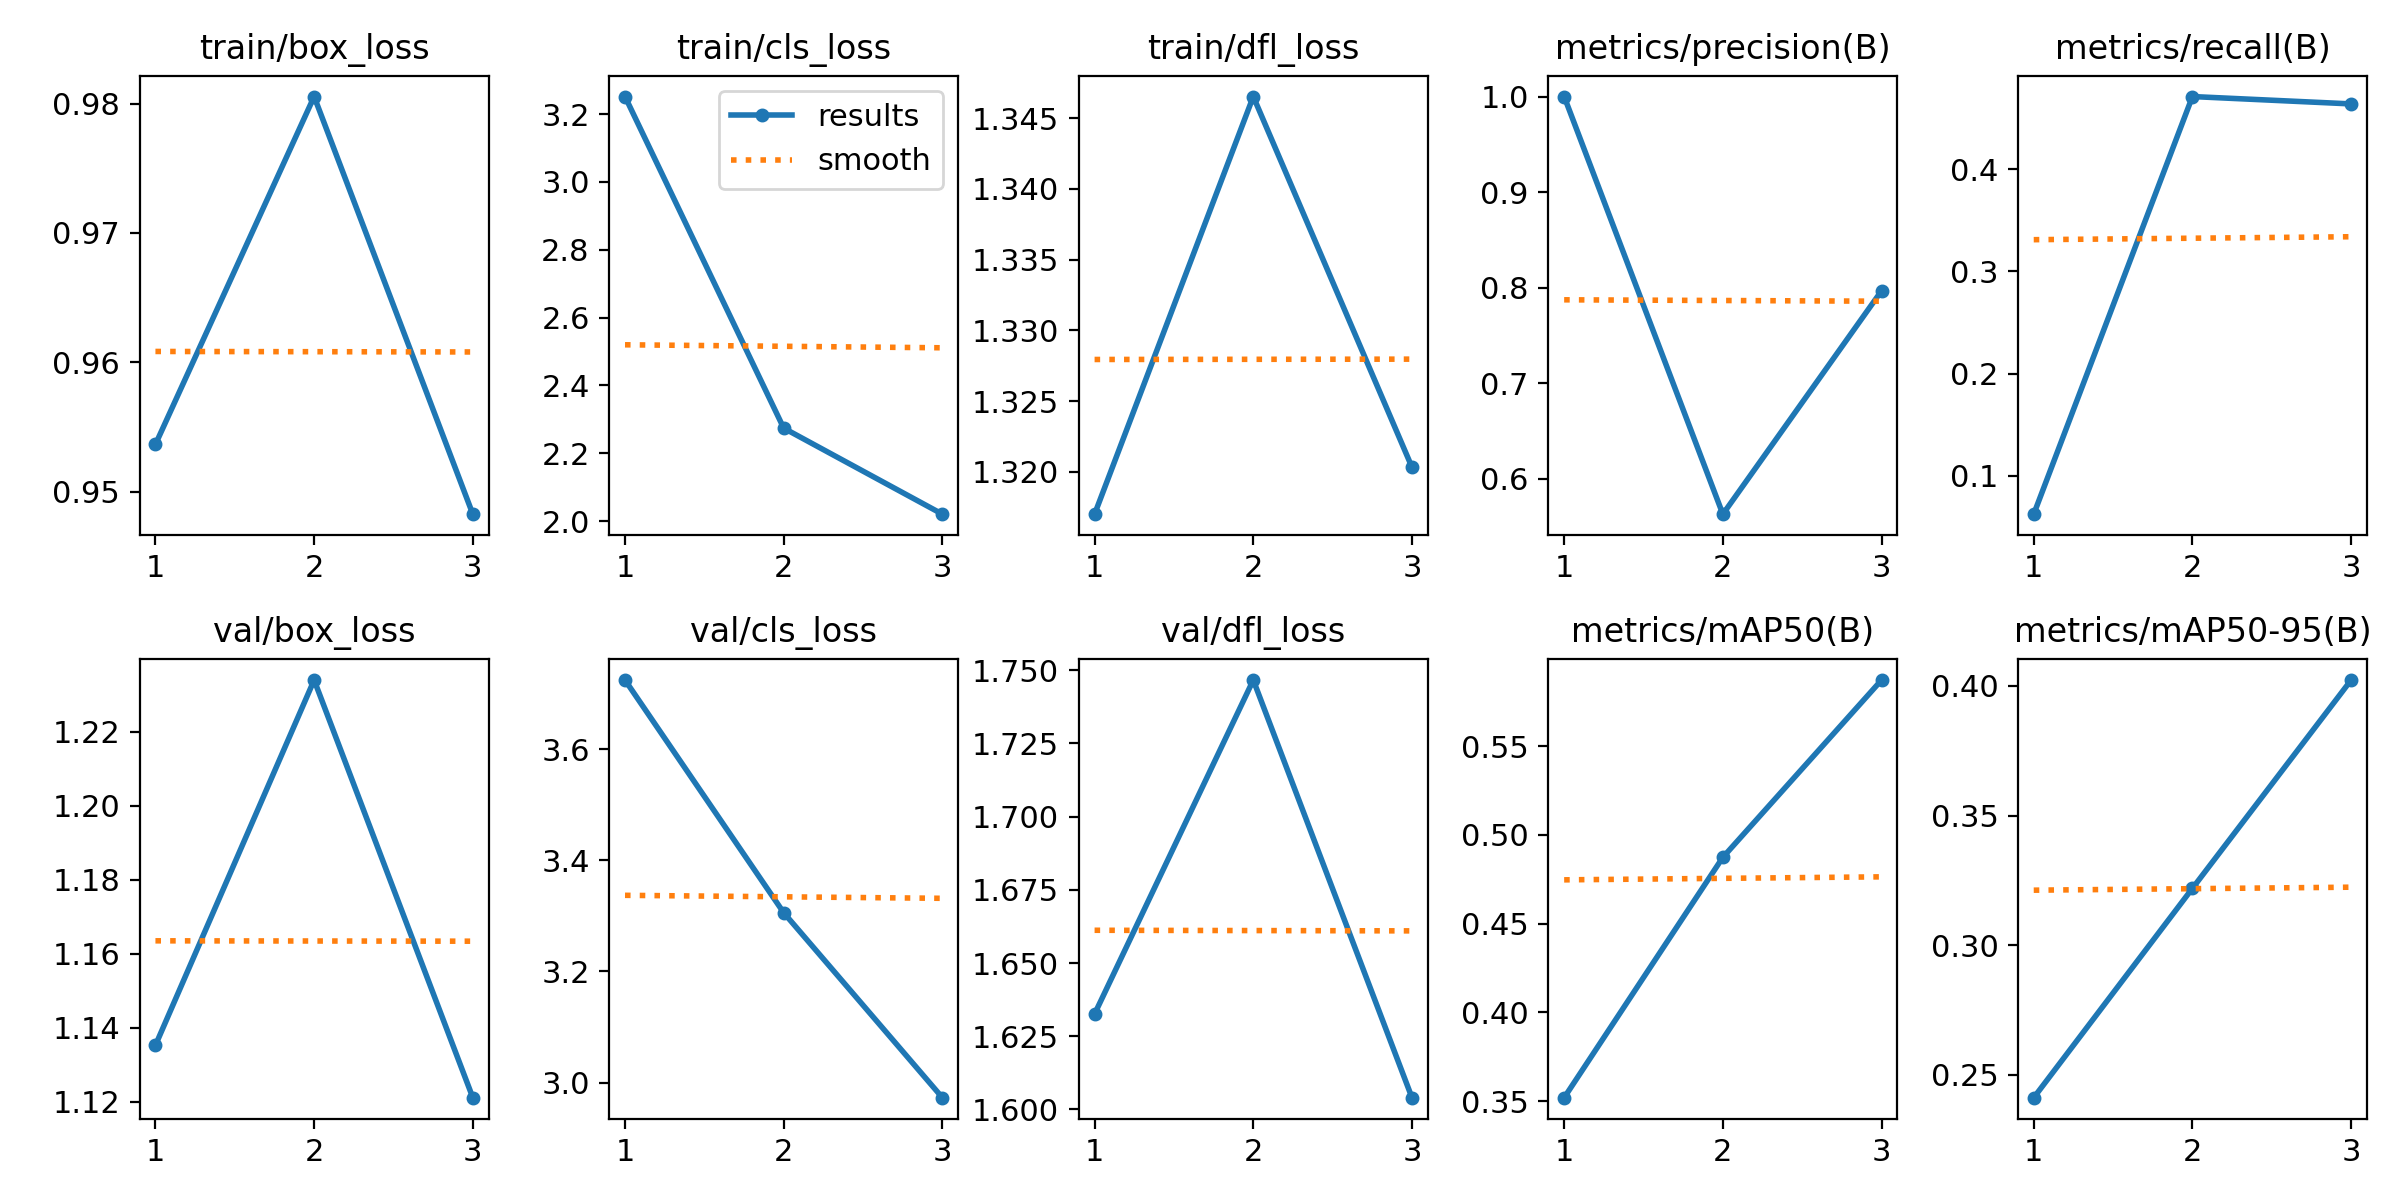 train/box_loss
0.98
0.97
0.96
0.95
1 2 3
train/cls_loss
results
smooth
3.2
3.0
2.8
2.6
2.4
2.2
2.0
1 2 3
train/dfl_loss
1.345
1.340
1.335
1.330
1.325
1.320
1 2 3
metrics/precision(B)
1.0
0.9
0.8
0.7
0.6
1 2 3
metrics/recall(B)
0.4
0.3
0.2
0.1
1 2 3
val/box_loss
1.22
1.20
1.18
1.16
1.14
1.12
1 2 3
val/cls_loss
3.6
3.4
3.2
3.0
1 2 3
val/dfl_loss
1.750
1.725
1.700
1.675
1.650
1.625
1.600
1 2 3
metrics/mAP50(B)
0.55
0.50
0.45
0.40
0.35
1 2 3
metrics/mAP50-95(B)
0.40
0.35
0.30
0.25
1 2 3